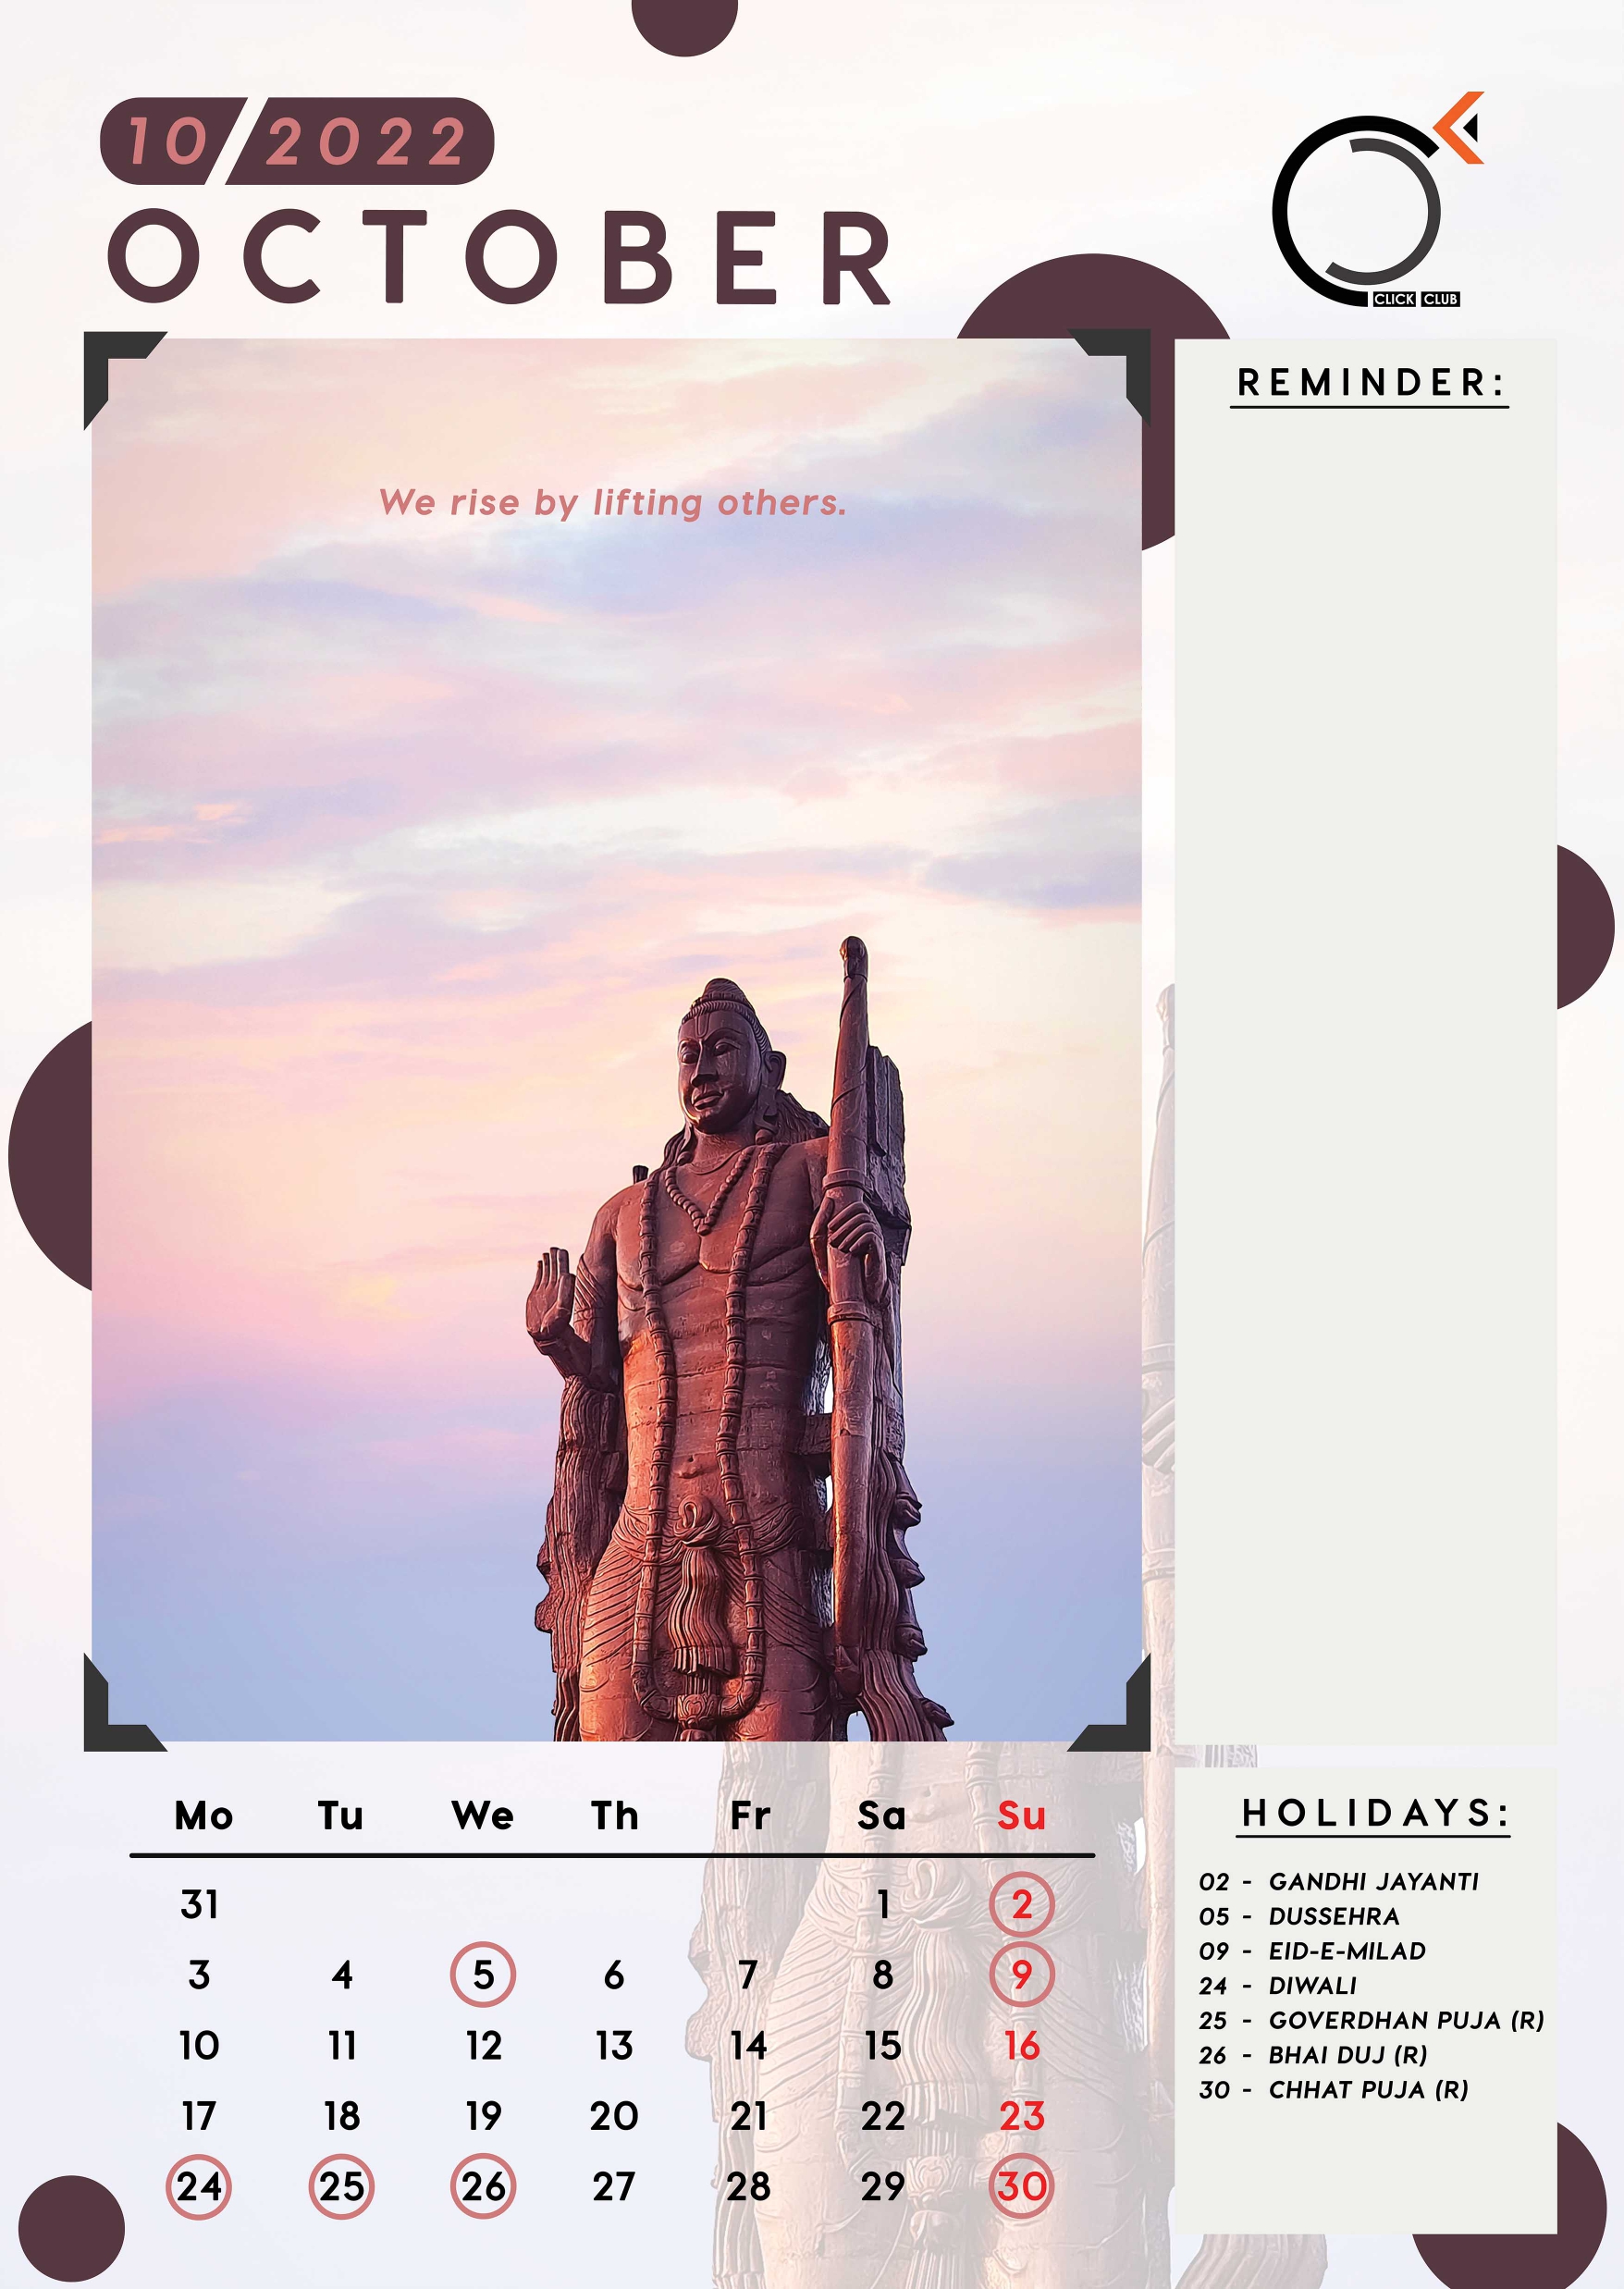 10/2022
OCTOBER
CLICK CLUB
REMINDER:
We rise by lifting others.
Mo Tu We Th Fr Sa Su
31 1 2
3 4 5 6 7 8 9
10 11 12 13 14 15 16
17 18 19 20 21 22 23
24 25 26 27 28 29 30
HOLIDAYS:
02 - GANDHI JAYANTI
05 - DUSSEHRA
09 - EID-E-MILAD
24 - DIWALI
25 - GOVERDHAN PUJA (R)
26 - BHAI DUJ (R)
30 - CHHAT PUJA (R)